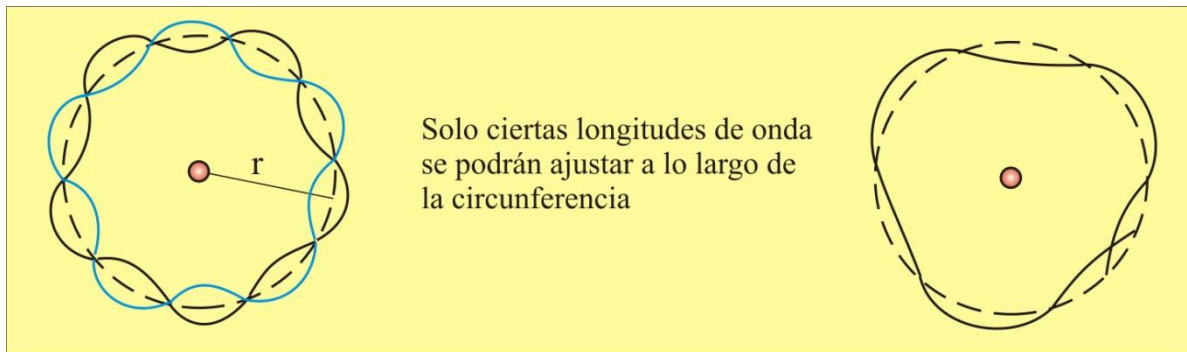 r
Solo ciertas longitudes de onda
se podrán ajustar a lo largo de
la circunferencia